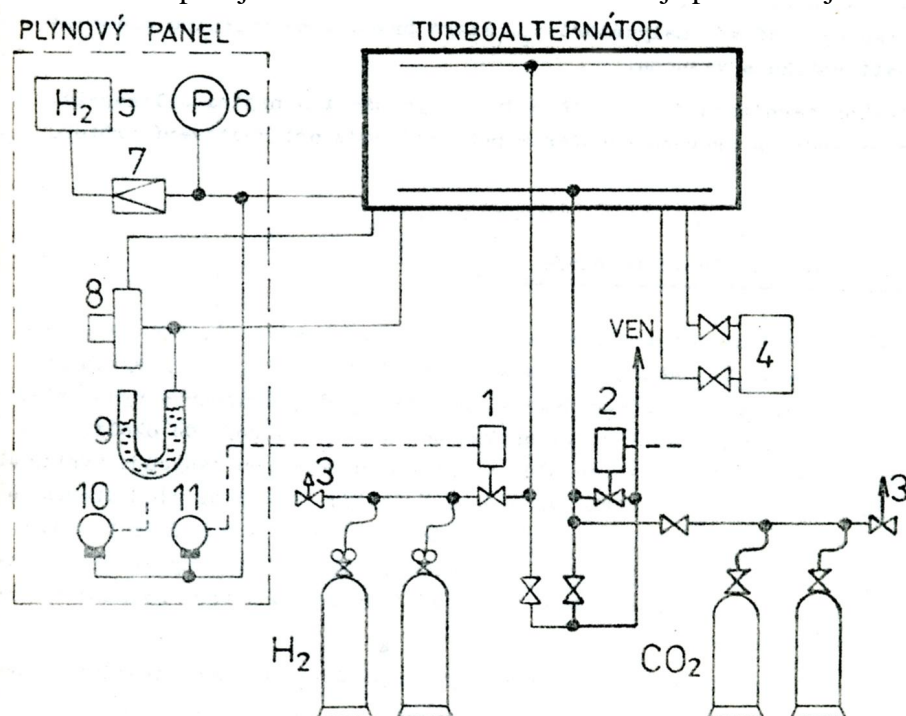 PLYNOVÝ PANEL
TURBOALTERNÁTOR
H₂ 5
P 6
7
8
VEN
4
1
2
9
3
3
10
11
H₂
CO₂